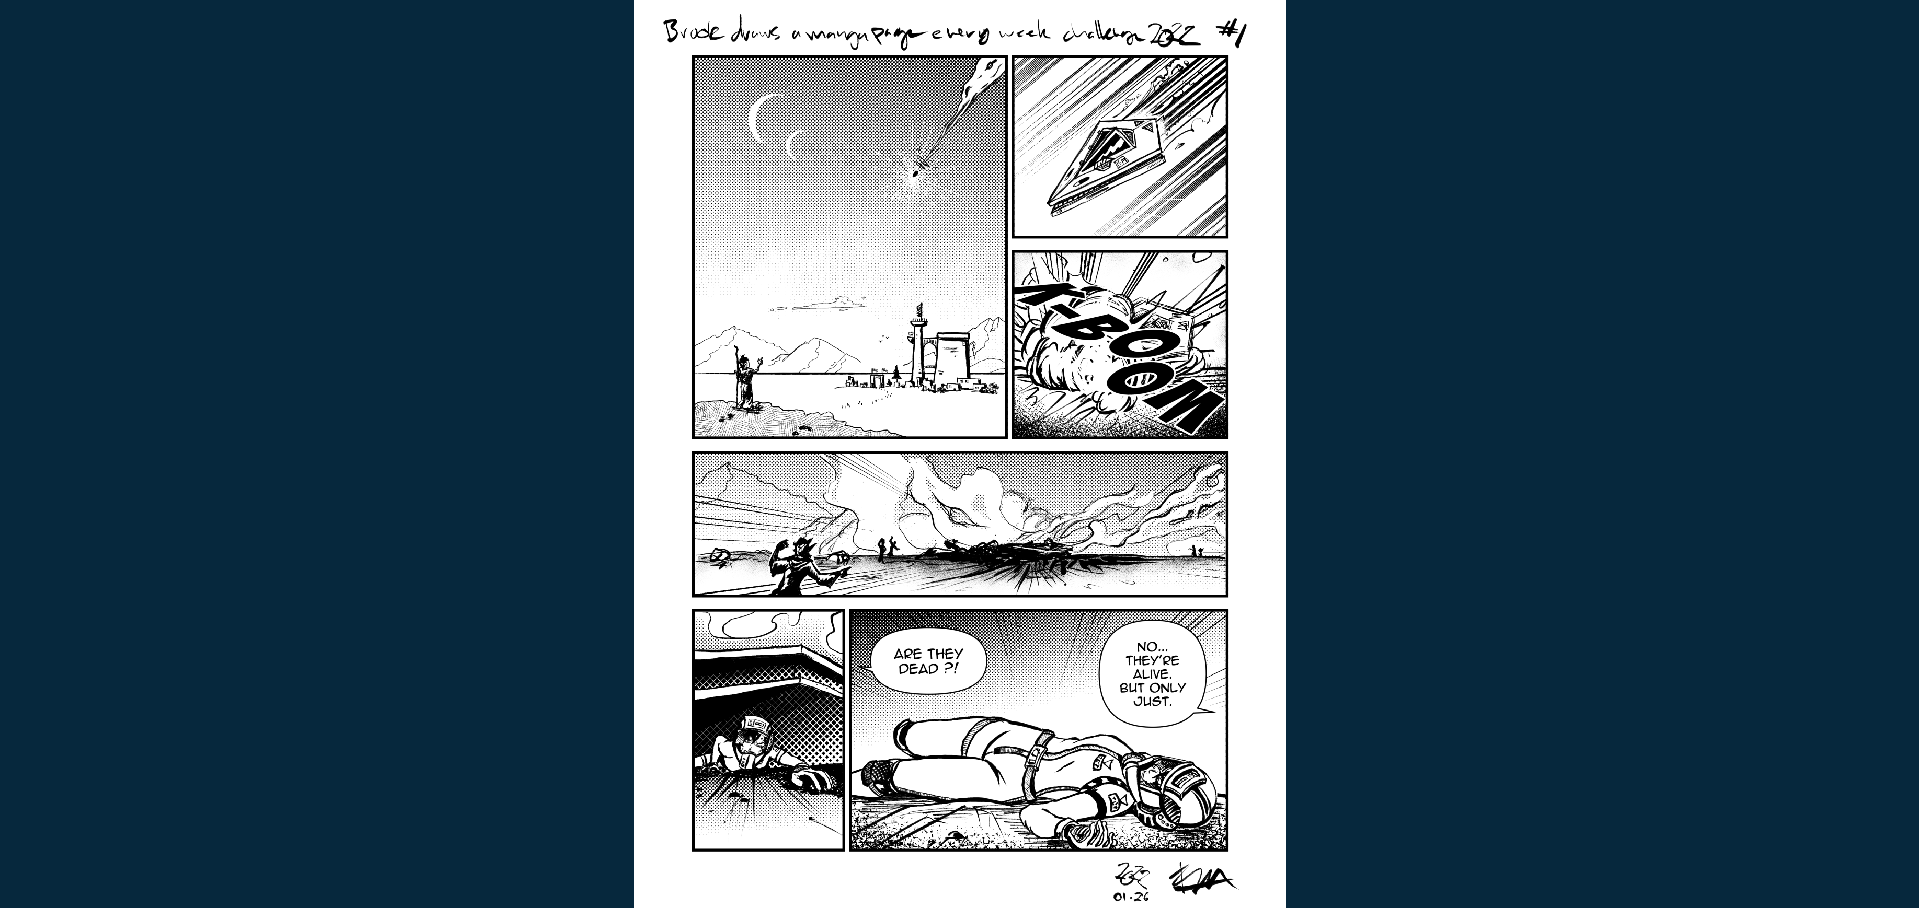 Brook draws a manga page every week challenge 2022 #1
K-BOOM
ARE THEY
DEAD ?!
NO...
THEY'RE
ALIVE.
BUT ONLY
JUST.
2022
01.26